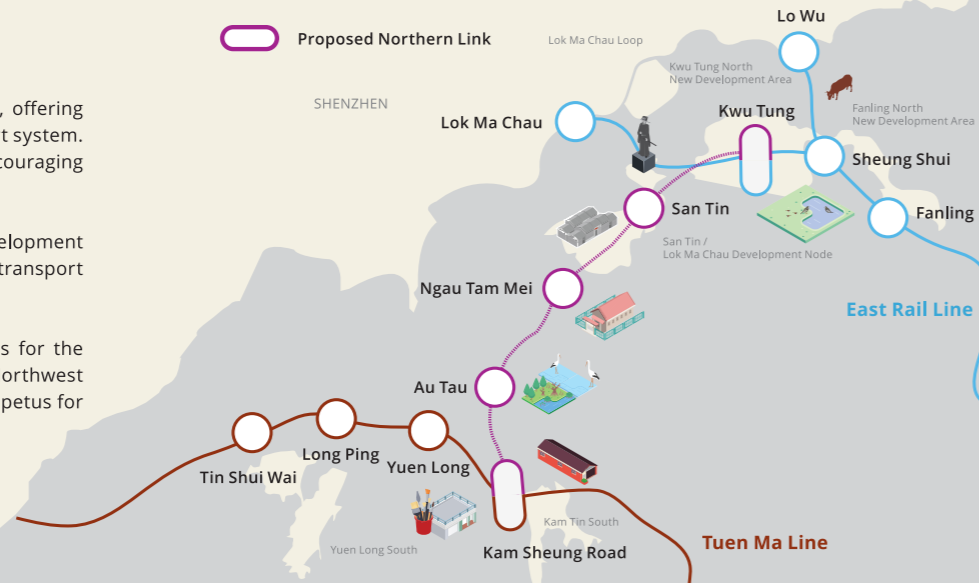 , offering
t system.
couraging
elopment
transport
s for the
orthwest
petus for
Proposed Northern Link
Lok Ma Chau Loop
SHENZHEN
Lo Wu
Kwu Tung North
New Development Area
Fanling North
New Development Area
Lok Ma Chau
Kwu Tung
Sheung Shui
San Tin
Fanling
San Tin /
Lok Ma Chau Development Node
Ngau Tam Mei
East Rail Line
Au Tau
Tin Shui Wai
Long Ping
Yuen Long
Kam Tin South
Yuen Long South
Kam Sheung Road
Tuen Ma Line